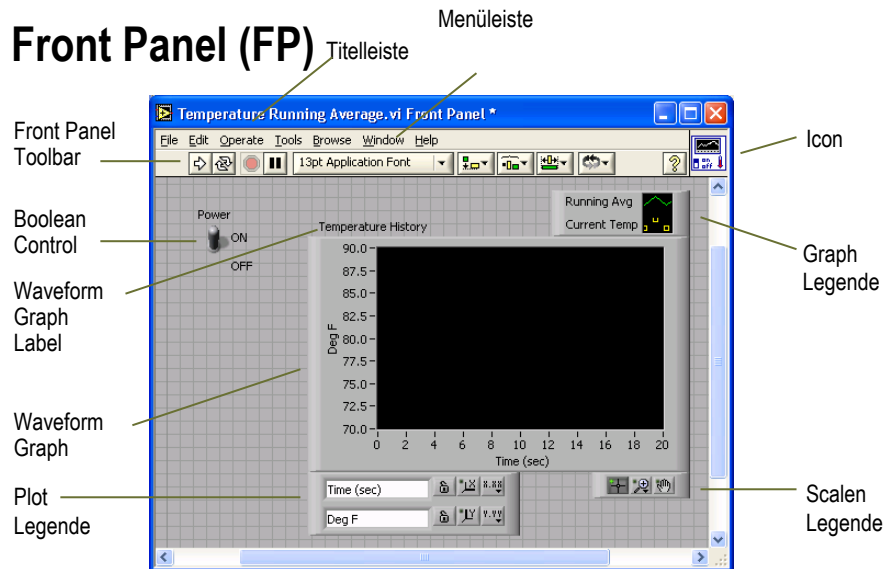 Front Panel (FP)
Titelleiste
Menüleiste
Front Panel
Toolbar
Boolean
Control
Waveform
Graph
Label
Waveform
Graph
Plot
Legende
Temperature Running Average.vi Front Panel *
File Edit Operate Tools Browse Window Help
13pt Application Font
?
on
off
Power
ON
OFF
Running Avg
Current Temp
Temperature History
90.0
87.5
85.0
82.5
80.0
77.5
75.0
72.5
70.0
Deg F
0 2 4 6 8 10 12 14 16 18 20
Time (sec)
Time (sec)
X X.XX
Deg F
Y Y.YY
Icon
Graph
Legende
Scalen
Legende